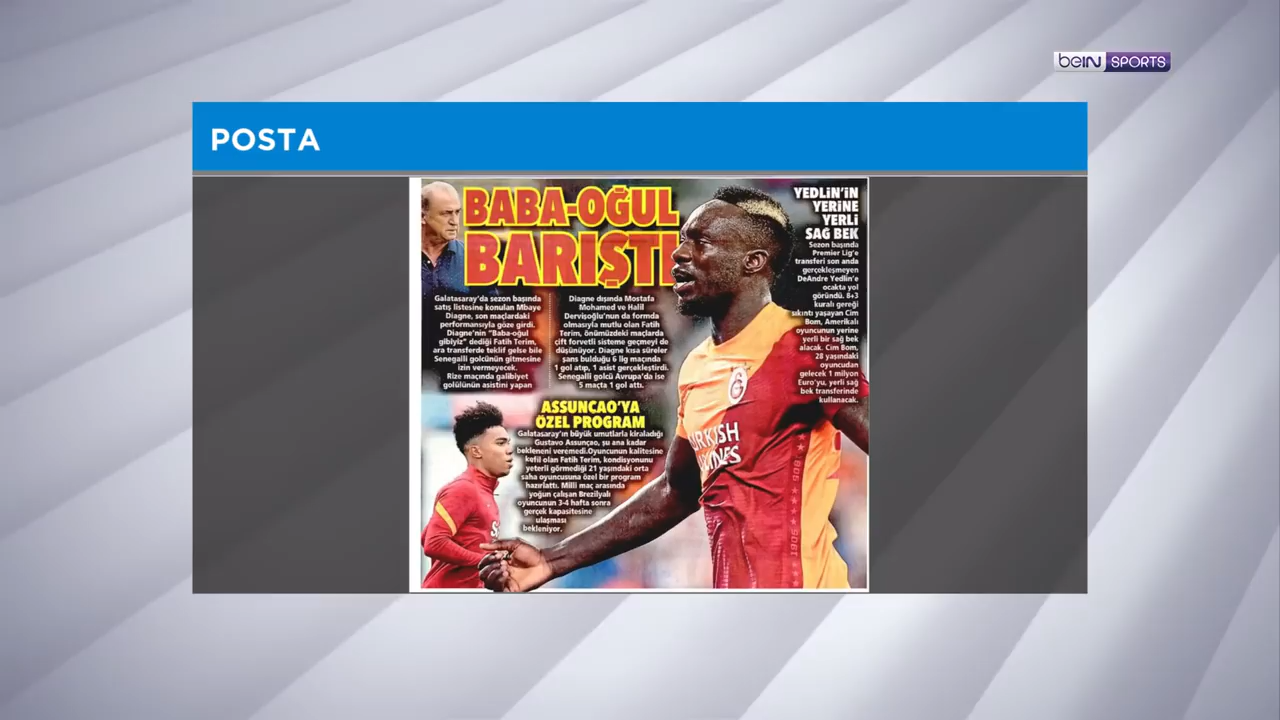 beIN SPORTS
POSTA
BABA-OĞUL
BARIŞTI
Galatasaray'da sezon başında
satış listesine konulan Mbaye
Diagne, son maçlardaki
performansıyla göze girdi.
Diagne'nin "Baba-oğul
gibiyiz" dediği Fatih Terim,
ara transferde teklif gelse bile
Senegalli golcünün gitmesine
izin vermeyecek.
Rize maçında galibiyet
golülünün asistini yapan
Diagne dışında Mostafa
Mohamed ve Halil
Dervişoğlu'nun da formda
olmasıyla mutlu olan Fatih
Terim, önümüzdeki maçlarda
çift forvetli sisteme geçmeyi de
düşünüyor. Diagne kısa süreler
şans bulduğu 6 lig maçında
1 gol atıp, 1 asist gerçekleştirdi.
Senegalli golcü Avrupa'da ise
5 maçta 1 gol attı.
YEDLİN'İN
YERİNE
YERLİ
SAĞ BEK
Sezon başında
Premier Lig'e
transferi son anda
gerçekleşmeyen
DeAndre Yedlin'e
ocakta yol
göründü. 8+3
kuralı gereği
sıkıntı yaşayan Cim
Bom, Amerikalı
oyuncunun yerine
yerli bir sağ bek
alacak. Cim Bom,
28 yaşındaki
oyuncudan
gelecek 1 milyon
Euro'yu, yerli sağ
bek transferinde
kullanacak.
ASSUNCAO'YA
ÖZEL PROGRAM
Galatasaray'ın büyük umutlarla kiraladığı
Gustavo Assunçao, şu ana kadar
bekleneni veremedi.Oyuncunun kalitesine
kefil olan Fatih Terim, kondisyonunu
yeterli görmediği 21 yaşındaki orta
saha oyuncusuna özel bir program
hazırlattı. Milli maç arasında
yoğun çalışan Brezilyalı
oyuncunun 3-4 hafta sonra
gerçek kapasitesine
ulaşması
bekleniyor.
TURKISH
AIRLINES
1905